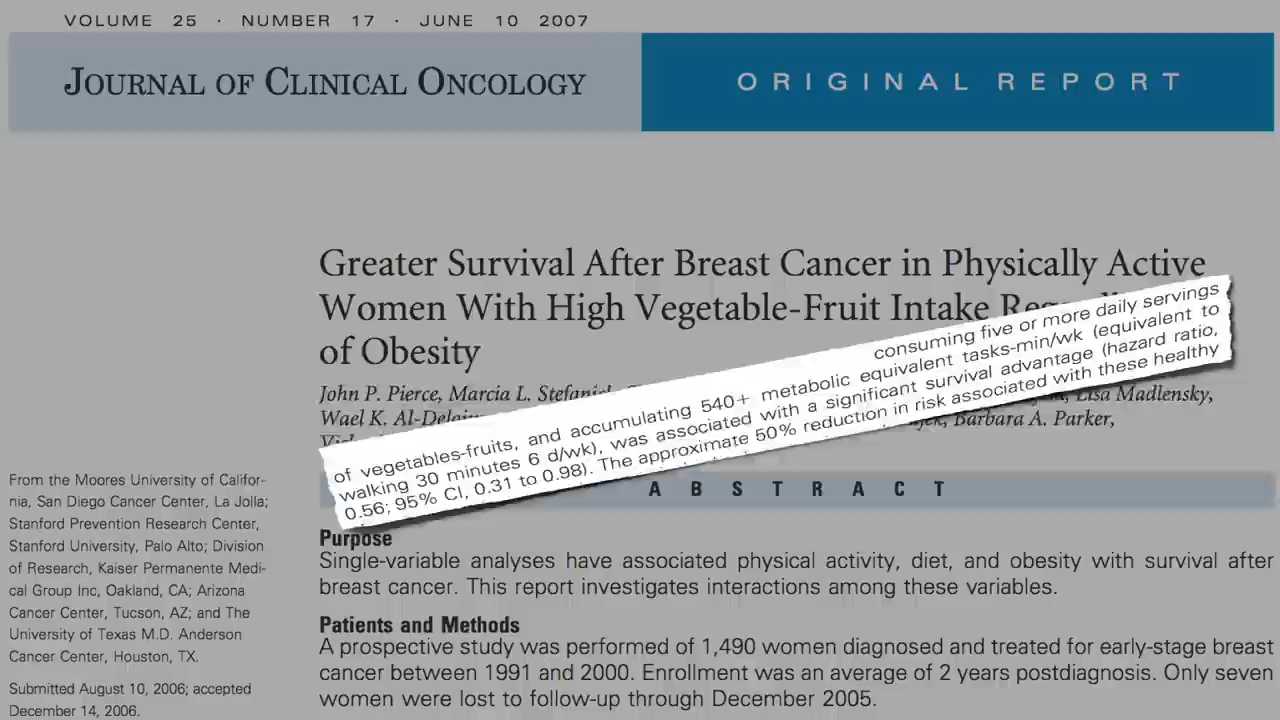 VOLUME 25 · NUMBER 17 · JUNE 10 2007
JOURNAL OF CLINICAL ONCOLOGY
ORIGINAL REPORT
Greater Survival After Breast Cancer in Physically Active
Women With High Vegetable-Fruit Intake
of Obesity
John P. Pierce, Marcia L. Lisa Madlensky,
Wael K. Barbara A. Parker,
consuming five or more daily servings
of vegetables-fruits, and accumulating 540+ metabolic equivalent tasks-min/wk (equivalent to
walking 30 minutes 6 d/wk), was associated with a significant survival advantage (hazard ratio,
0.56; 95% CI, 0.31 to 0.98). The approximate 50% reduction in risk associated with these healthy
ABSTRACT
From the Moores University of Califor-
nia, San Diego Cancer Center, La Jolla;
Stanford Prevention Research Center,
Stanford University, Palo Alto; Division
of Research, Kaiser Permanente Medi-
cal Group Inc, Oakland, CA; Arizona
Cancer Center, Tucson, AZ; and The
University of Texas M.D. Anderson
Cancer Center, Houston, TX.
Submitted August 10, 2006; accepted
December 14, 2006.
Purpose
Single-variable analyses have associated physical activity, diet, and obesity with survival after
breast cancer. This report investigates interactions among these variables.
Patients and Methods
A prospective study was performed of 1,490 women diagnosed and treated for early-stage breast
cancer between 1991 and 2000. Enrollment was an average of 2 years postdiagnosis. Only seven
women were lost to follow-up through December 2005.